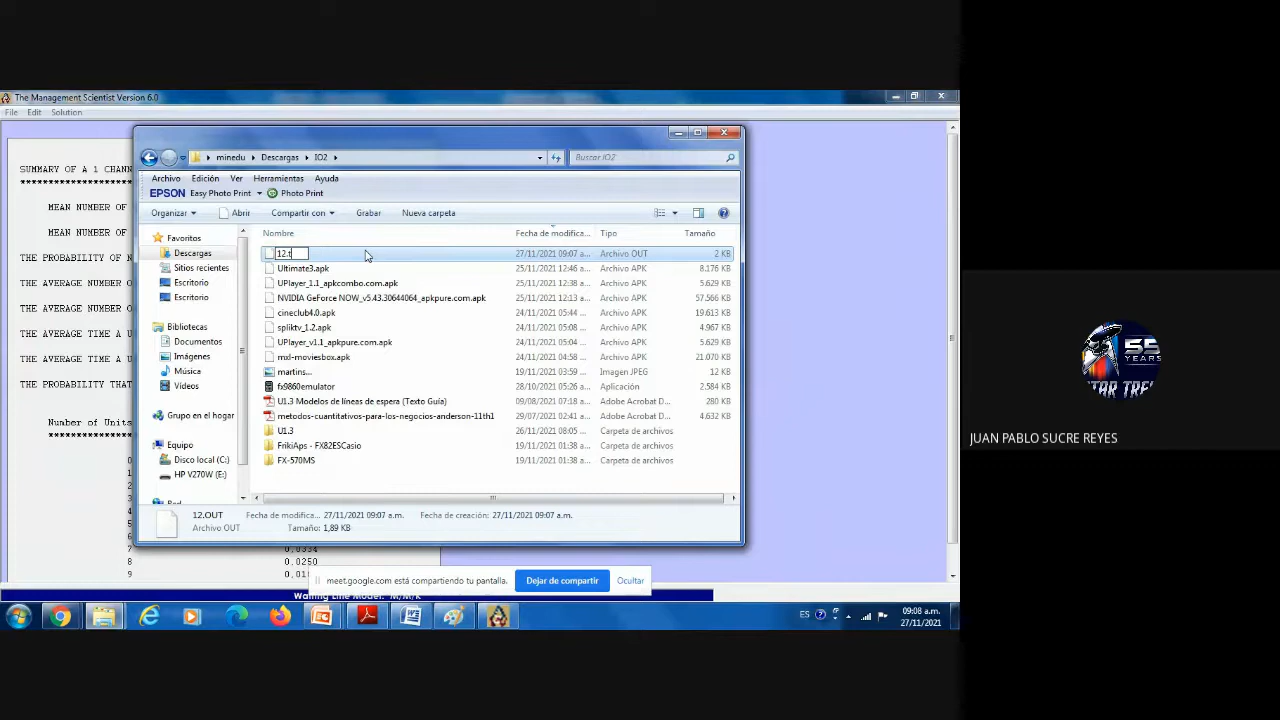 The Management Scientist Version 6.0
File Edit Solution
SUMMARY OF A 1 CHANN
********************
MEAN NUMBER OF
MEAN NUMBER OF
THE PROBABILITY OF N
THE AVERAGE NUMBER O
THE AVERAGE NUMBER O
THE AVERAGE TIME A U
THE AVERAGE TIME A U
THE PROBABILITY THAT
Number of Units
0,0334
8 0,0250
9
minedu Descargas IO2
Buscar IO2
Archivo Edición Ver Herramientas Ayuda
EPSON Easy Photo Print Photo Print
Organizar Abrir Compartir con Grabar Nueva carpeta
Favoritos
Descargas
Sitios recientes
Escritorio
Escritorio
Bibliotecas
Documentos
Imágenes
Música
Vídeos
Grupo en el hogar
Equipo
Disco local (C:)
HP V270W (E:)
Nombre Fecha de modifica... Tipo Tamaño
12.t 27/11/2021 09:07 a... Archivo OUT 2 KB
Ultimate3.apk 25/11/2021 12:46 a... Archivo APK 8.176 KB
UPlayer_1.1_apkcombo.com.apk 25/11/2021 12:38 a... Archivo APK 5.629 KB
NVIDIA GeForce NOW_v5.43.30644064_apkpure.com.apk 25/11/2021 12:13 a... Archivo APK 57.566 KB
cineclub4.0.apk 24/11/2021 05:44 ... Archivo APK 19.613 KB
spliktv_1.2.apk 24/11/2021 05:08 ... Archivo APK 4.967 KB
UPlayer_v1.1_apkpure.com.apk 24/11/2021 05:04 ... Archivo APK 5.629 KB
mxl-moviesbox.apk 24/11/2021 04:58 ... Archivo APK 21.070 KB
martins... 19/11/2021 03:59 ... Imagen JPEG 12 KB
fx9860emulator 28/10/2021 05:26 a... Aplicación 2.584 KB
U1.3 Modelos de líneas de espera (Texto Guía) 09/08/2021 07:18 a... Adobe Acrobat D... 280 KB
metodos-cuantitativos-para-los-negocios-anderson-11th1 29/07/2021 02:41 a... Adobe Acrobat D... 4.632 KB
U1.3 26/11/2021 08:05 ... Carpeta de archivos
FrikiAps - FX82ESCasio 19/11/2021 01:38 a... Carpeta de archivos
FX-570MS 19/11/2021 01:38 a... Carpeta de archivos
12.OUT Fecha de modifica... 27/11/2021 09:07 a.m. Fecha de creación: 27/11/2021 09:07 a.m.
Archivo OUT Tamaño: 1,89 KB
meet.google.com está compartiendo tu pantalla. Dejar de compartir Ocultar
Waiting Line Model: M/M/K
ES 09:08 a.m.
27/11/2021
55
YEARS
JUAN PABLO SUCRE REYES